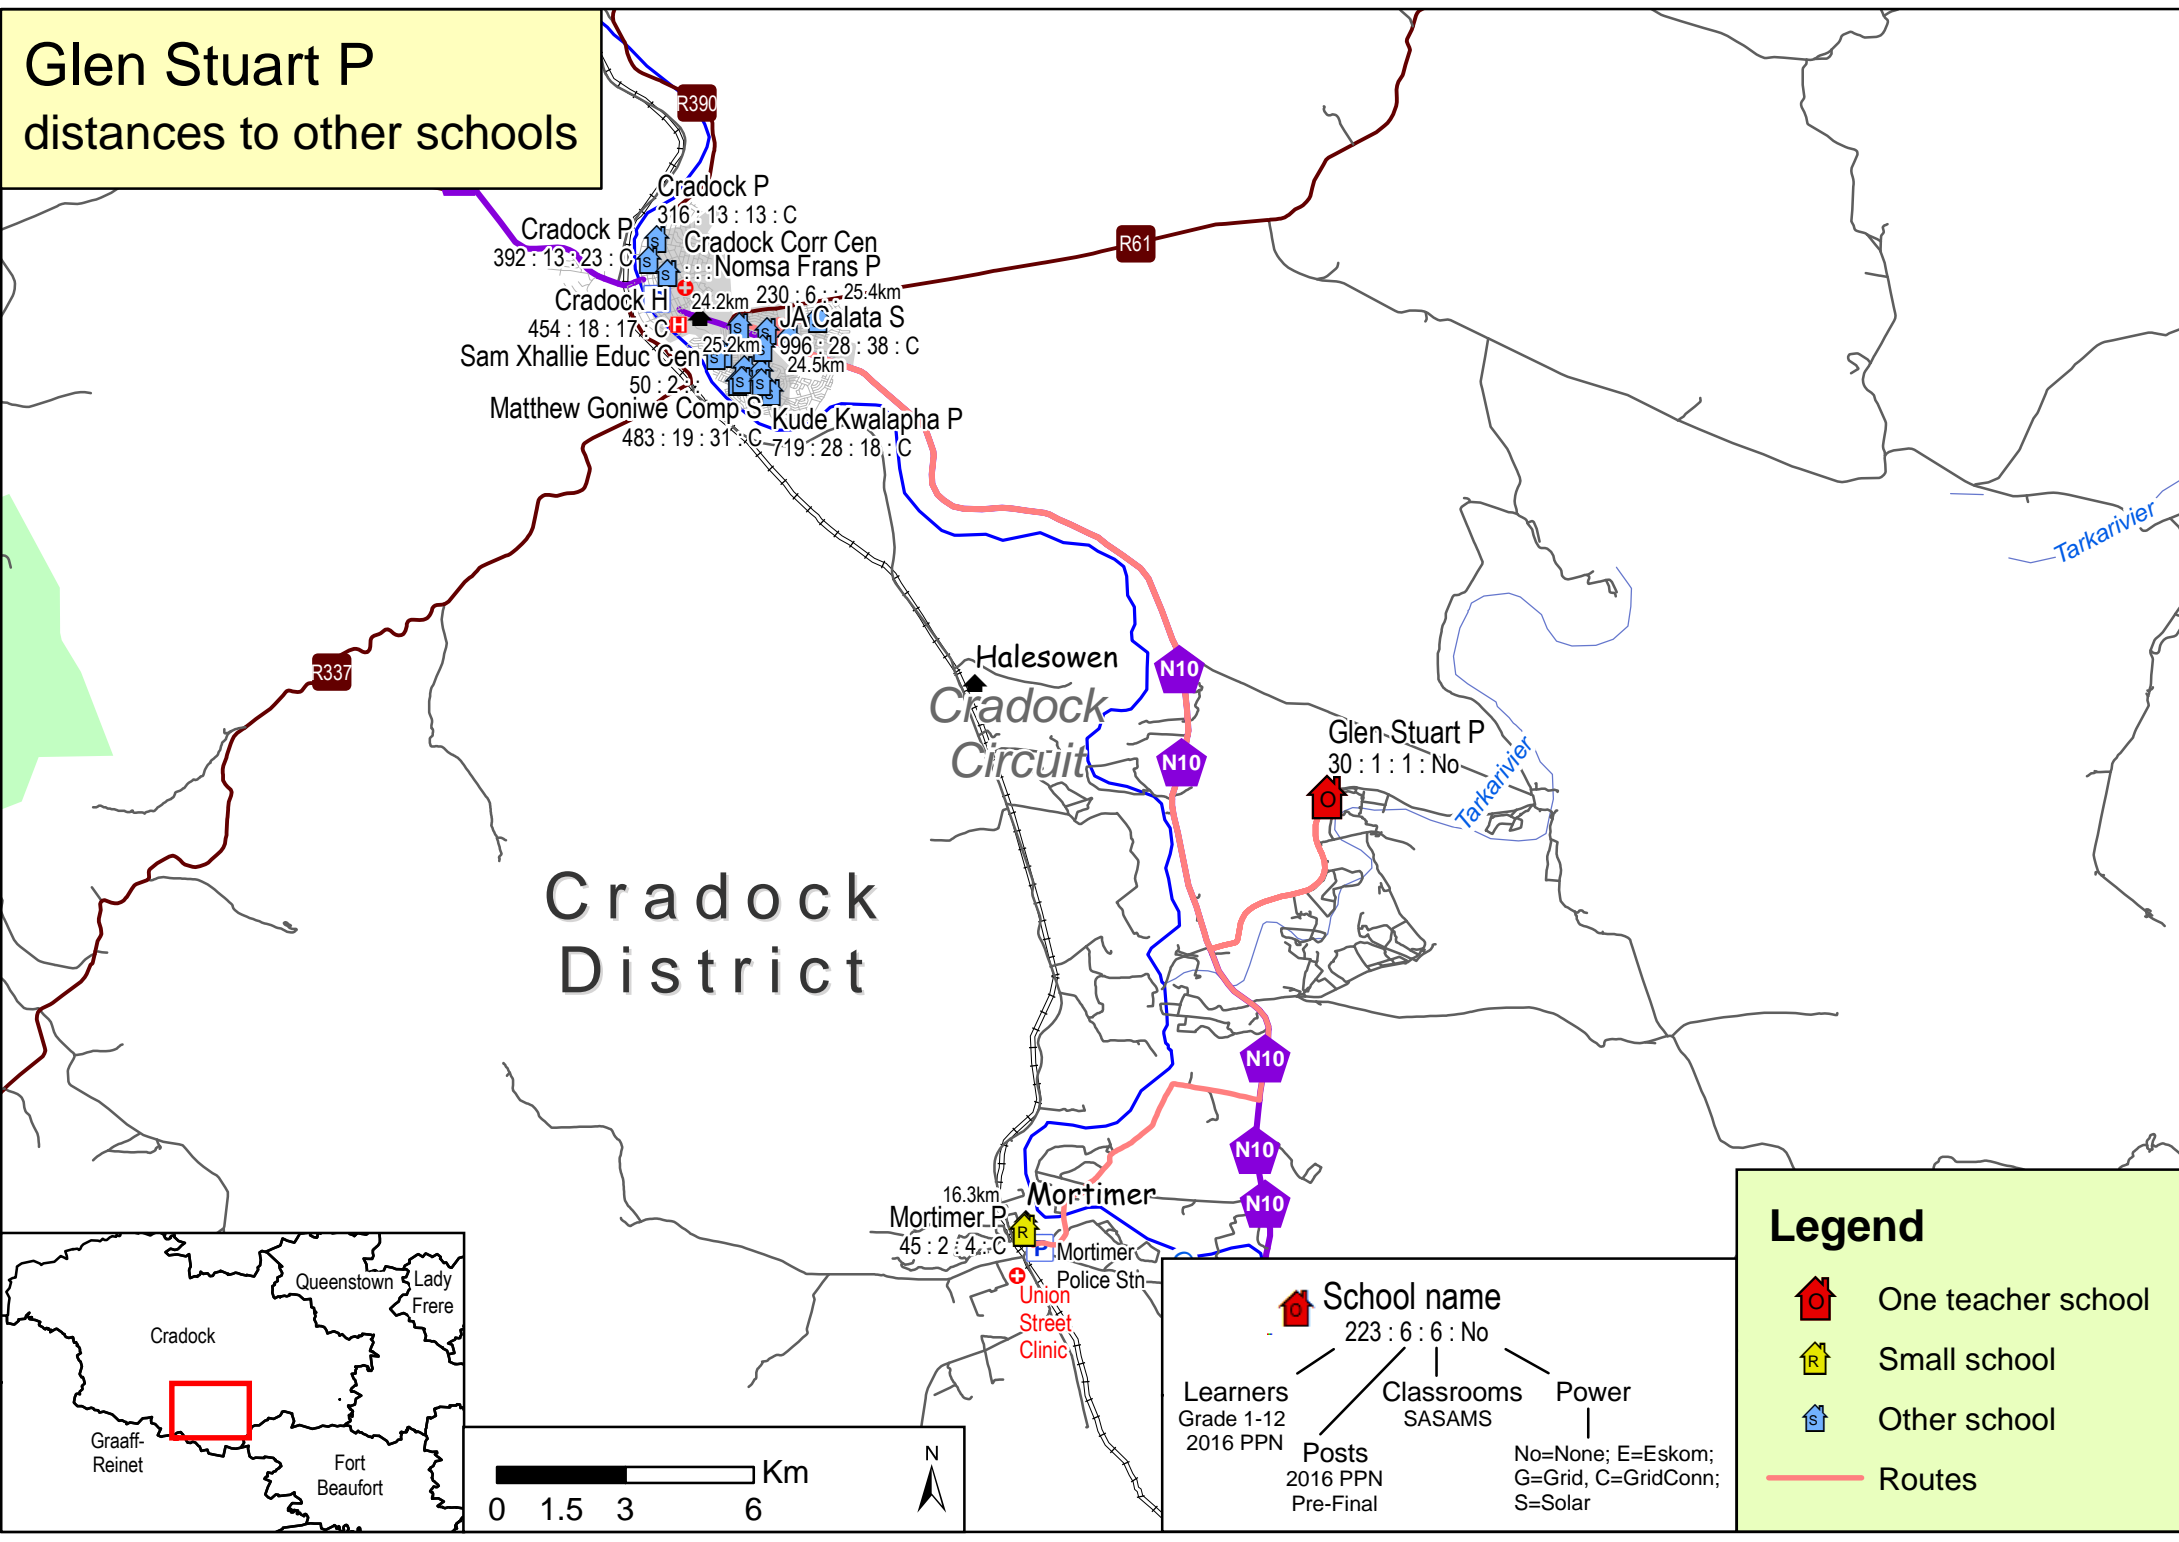 Glen Stuart P
distances to other schools
R390
Cradock P
316 : 13 : 13 : C
Cradock P
392 : 13 : 23 : C
Cradock Corr Cen
: : :
Nomsa Frans P
230 : 6 : :
25.4km
24.2km
Cradock H
454 : 18 : 17 : C
JA Calata S
996 : 28 : 38 : C
25.2km
24.5km
Sam Xhallie Educ Cen
50 : 2 : :
Matthew Goniwe Comp S
483 : 19 : 31 : C
Kude Kwalapha P
719 : 28 : 18 : C
H
R61
R337
Tarkarivier
Halesowen
Cradock
Circuit
N10
N10
Glen Stuart P
30 : 1 : 1 : No
O
Tarkarivier
Cradock
District
N10
N10
N10
16.3km
Mortimer
Mortimer P
45 : 2 : 4 : C
R
P
Mortimer
Police Stn
Union
Street
Clinic
Queenstown
Lady
Frere
Cradock
Graaff-
Reinet
Fort
Beaufort
Km
0 1.5 3 6
N
O
School name
223 : 6 : 6 : No
Learners
Grade 1-12
2016 PPN
Posts
2016 PPN
Pre-Final
Classrooms
SASAMS
Power
No=None; E=Eskom;
G=Grid, C=GridConn;
S=Solar
Legend
O One teacher school
R Small school
S Other school
Routes